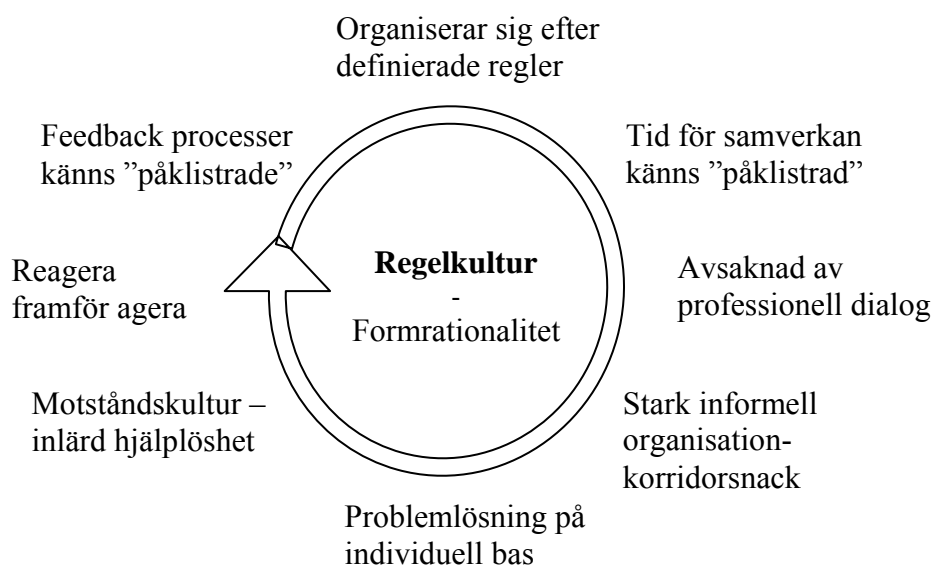 Organiserar sig efter
definierade regler
Tid för samverkan
känns ”påklistrad”
Avsaknad av
professionell dialog
Stark informell
organisation-
korridorsnack
Problemlösning på
individuell bas
Motståndskultur –
inlärd hjälplöshet
Reagera
framför agera
Feedback processer
känns ”påklistrade”
Regelkultur
-
Formrationalitet